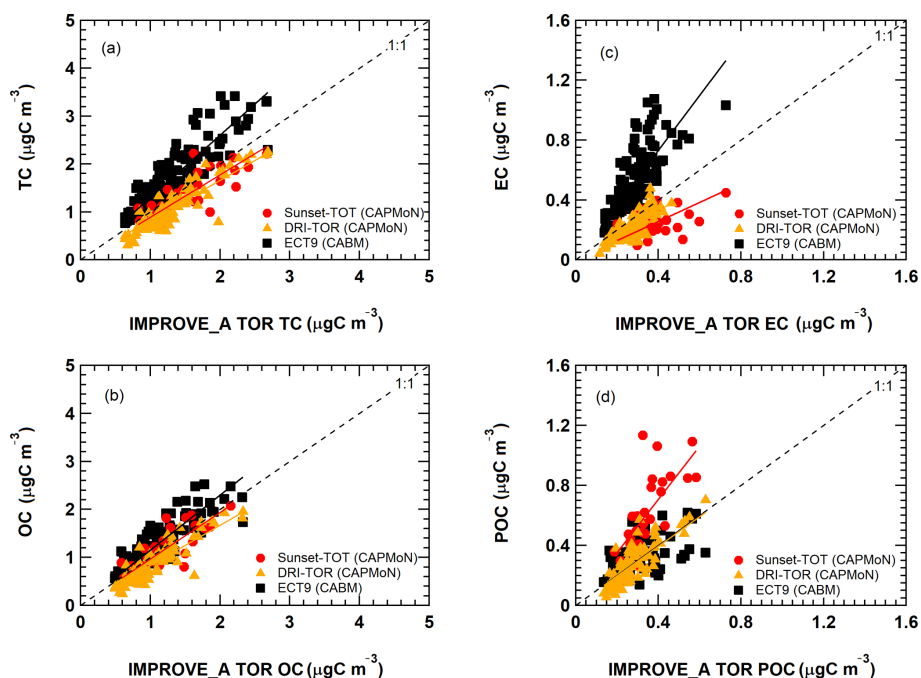 5
4
3
2
1
0
TC (µgC m⁻³)
(a)
1:1
Sunset-TOT (CAPMoN)
DRI-TOR (CAPMoN)
ECT9 (CABM)
0 1 2 3 4 5
IMPROVE_A TOR TC (µgC m⁻³)
1.6
1.2
0.8
0.4
0
EC (µgC m⁻³)
(c)
1:1
Sunset-TOT (CAPMoN)
DRI-TOR (CAPMoN)
ECT9 (CABM)
0 0.4 0.8 1.2 1.6
IMPROVE_A TOR EC (µgC m⁻³)
5
4
3
2
1
0
OC (µgC m⁻³)
(b)
1:1
Sunset-TOT (CAPMoN)
DRI-TOR (CAPMoN)
ECT9 (CABM)
0 1 2 3 4 5
IMPROVE_A TOR OC (µgC m⁻³)
1.6
1.2
0.8
0.4
0
POC (µgC m⁻³)
(d)
1:1
Sunset-TOT (CAPMoN)
DRI-TOR (CAPMoN)
ECT9 (CABM)
0 0.4 0.8 1.2 1.6
IMPROVE_A TOR POC (µgC m⁻³)